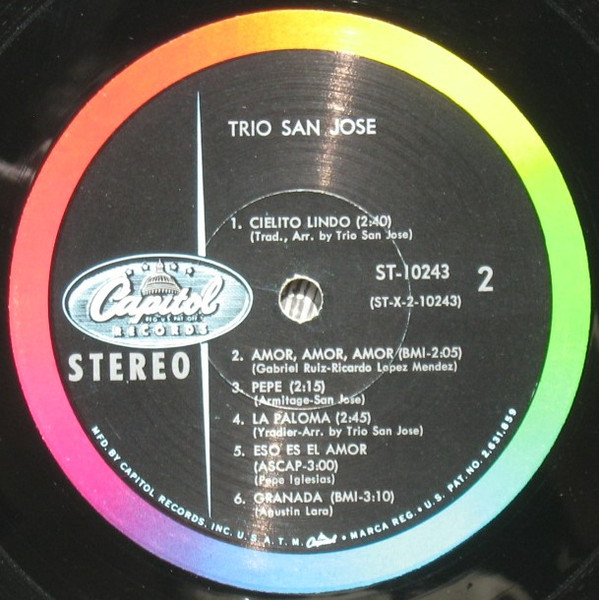 TRIO SAN JOSE
1. CIELITO LINDO (2:40)
(Trad., Arr. by Trio San Jose)
ST-10243
2
(ST-X-2-10243)
Capitol
REG. U.S. PAT. OFF.
RECORDS
STEREO
2. AMOR, AMOR, AMOR (BMI-2:05)
(Gabriel Ruiz-Ricardo Lopez Mendez)
3. PEPE (2:15)
(Armitage-San Jose)
4. LA PALOMA (2:45)
(Yradier-Arr. by Trio San Jose)
5. ESO ES EL AMOR
(ASCAP-3:00)
(Pepe Iglesias)
6. GRANADA (BMI-3:10)
(Agustin Lara)
MFD. BY CAPITOL RECORDS, INC. U.S.A. T.M. Capitol • MARCA REG. • U.S. PAT. NO. 2,631,859